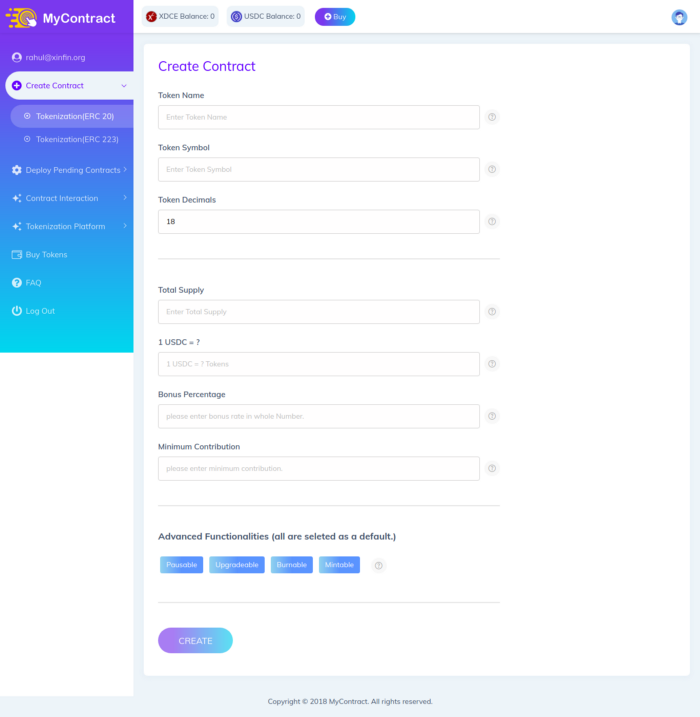 MyContract
XDCE Balance: 0
USDC Balance: 0
Buy
rahul@xinfin.org
Create Contract
Tokenization(ERC 20)
Tokenization(ERC 223)
Deploy Pending Contracts
Contract Interaction
Tokenization Platform
Buy Tokens
FAQ
Log Out
Create Contract
Token Name
Enter Token Name
Token Symbol
Enter Token Symbol
Token Decimals
18
Total Supply
Enter Total Supply
1 USDC = ?
1 USDC = ? Tokens
Bonus Percentage
please enter bonus rate in whole Number.
Minimum Contribution
please enter minimum contribution.
Advanced Functionalities (all are seleted as a default.)
Pausable Upgradeable Burnable Mintable
CREATE
Copyright © 2018 MyContract. All rights reserved.